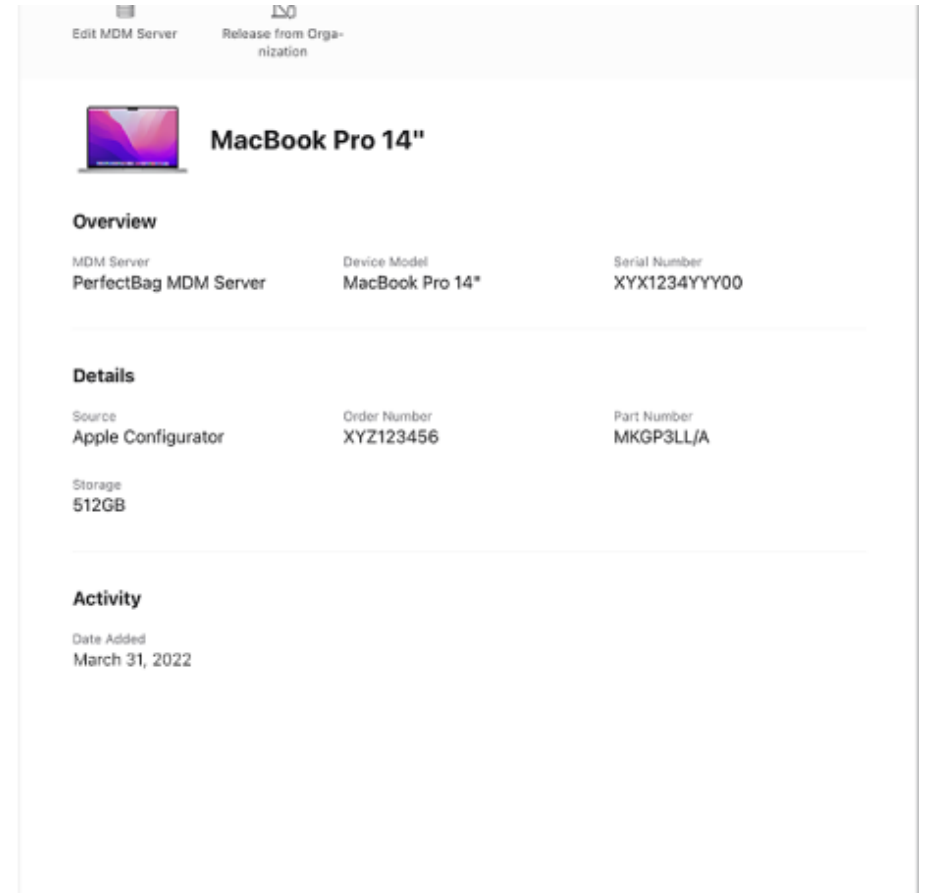 Edit MDM Server
Release from Orga-
nization
MacBook Pro 14"
Overview
MDM Server
PerfectBag MDM Server
Device Model
MacBook Pro 14"
Serial Number
XYX1234YYY00
Details
Source
Apple Configurator
Order Number
XYZ123456
Part Number
MKGP3LL/A
Storage
512GB
Activity
Date Added
March 31, 2022